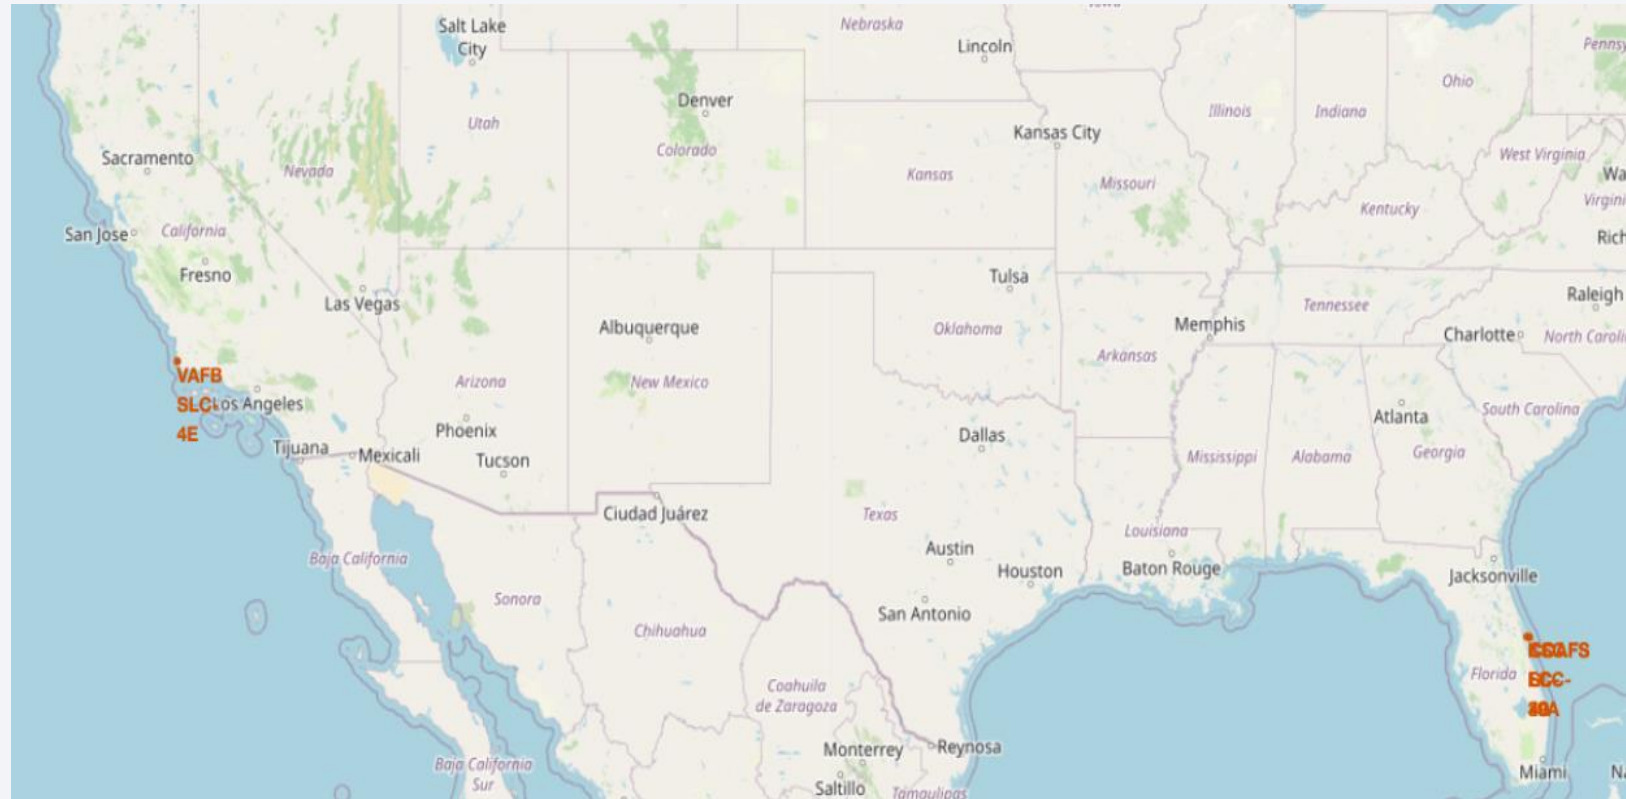 Salt Lake
City
Nebraska
Lincoln
Pennsy
Ohio
Denver
Illinois
Indiana
Utah
Kansas City
Colorado
Sacramento
West Virginia
Nevada
Kansas
Missouri
Wa
Virgini
Kentucky
San Jose
California
Rich
Fresno
Tulsa
Las Vegas
Raleigh
Tennessee
Albuquerque
Oklahoma
Memphis
Charlotte
North Caroli
Arkansas
VAFB
SLC-
4E
Los Angeles
Arizona
New Mexico
Atlanta
South Carolina
Phoenix
Dallas
Tijuana
Mexicali
Tucson
Mississippi
Alabama
Georgia
Ciudad Juárez
Texas
Louisiana
Austin
Baja California
Houston
Baton Rouge
Jacksonville
Sonora
San Antonio
Chihuahua
Florida
Coahuila
de Zaragoza
Monterrey
Reynosa
Baja California
Sur
Miami
Saltillo
Tamaulipas